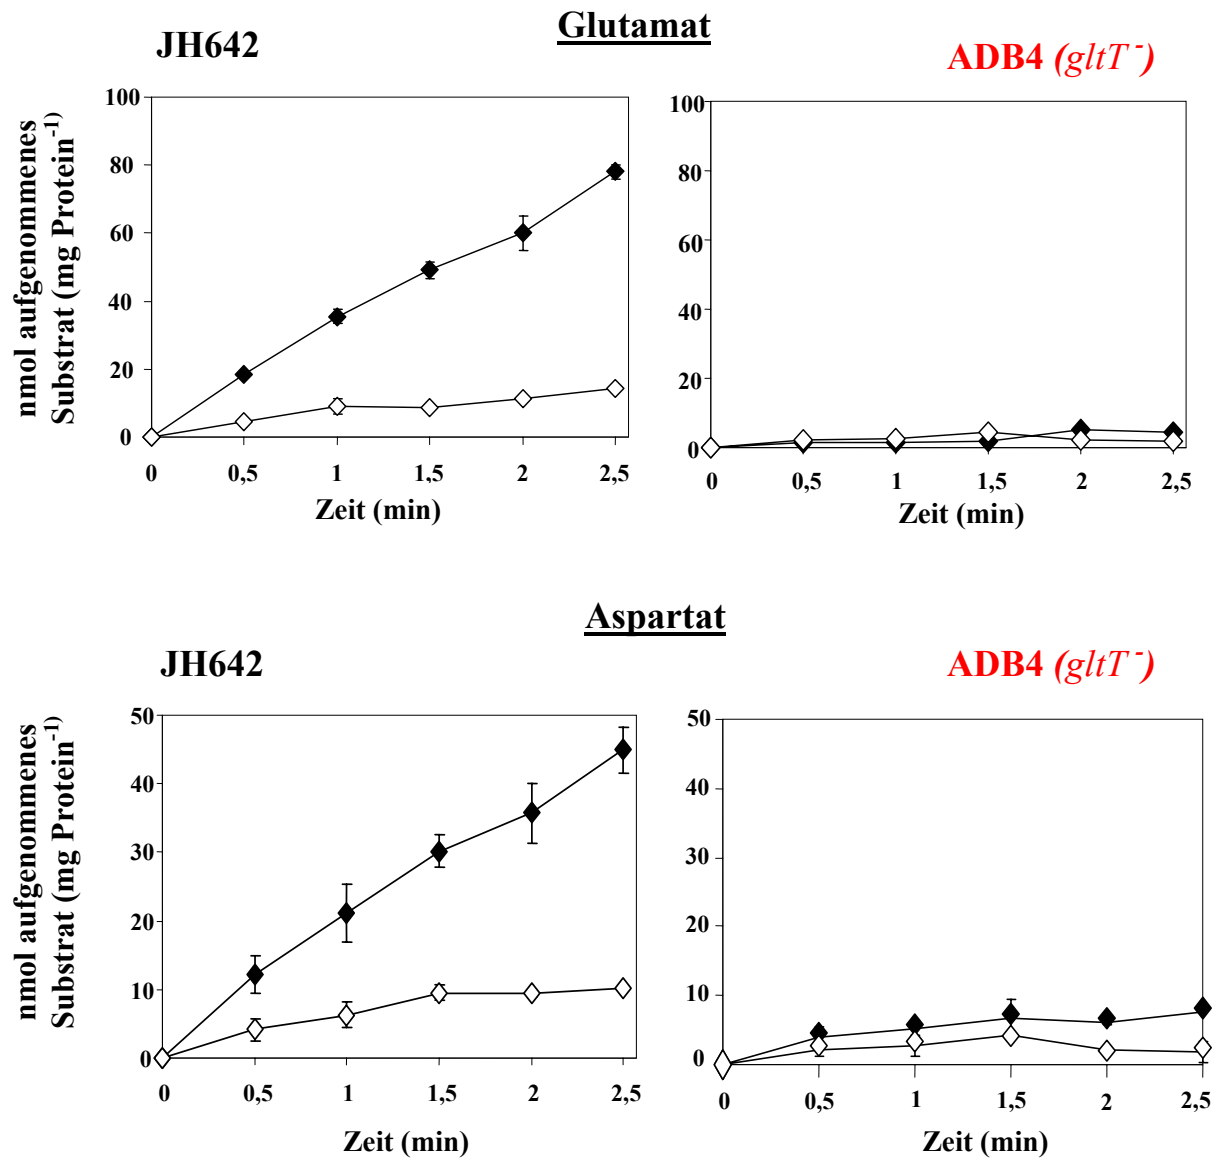 Glutamat
JH642
ADB4 (gltT⁻)
nmol aufgenommenes
Substrat (mg Protein⁻¹)
100
80
60
40
20
0
0 0,5 1 1,5 2 2,5
Zeit (min)
100
80
60
40
20
0
0 0,5 1 1,5 2 2,5
Zeit (min)
Aspartat
JH642
ADB4 (gltT⁻)
nmol aufgenommenes
Substrat (mg Protein⁻¹)
50
40
30
20
10
0
0 0,5 1 1,5 2 2,5
Zeit (min)
50
40
30
20
10
0
0 0,5 1 1,5 2 2,5
Zeit (min)